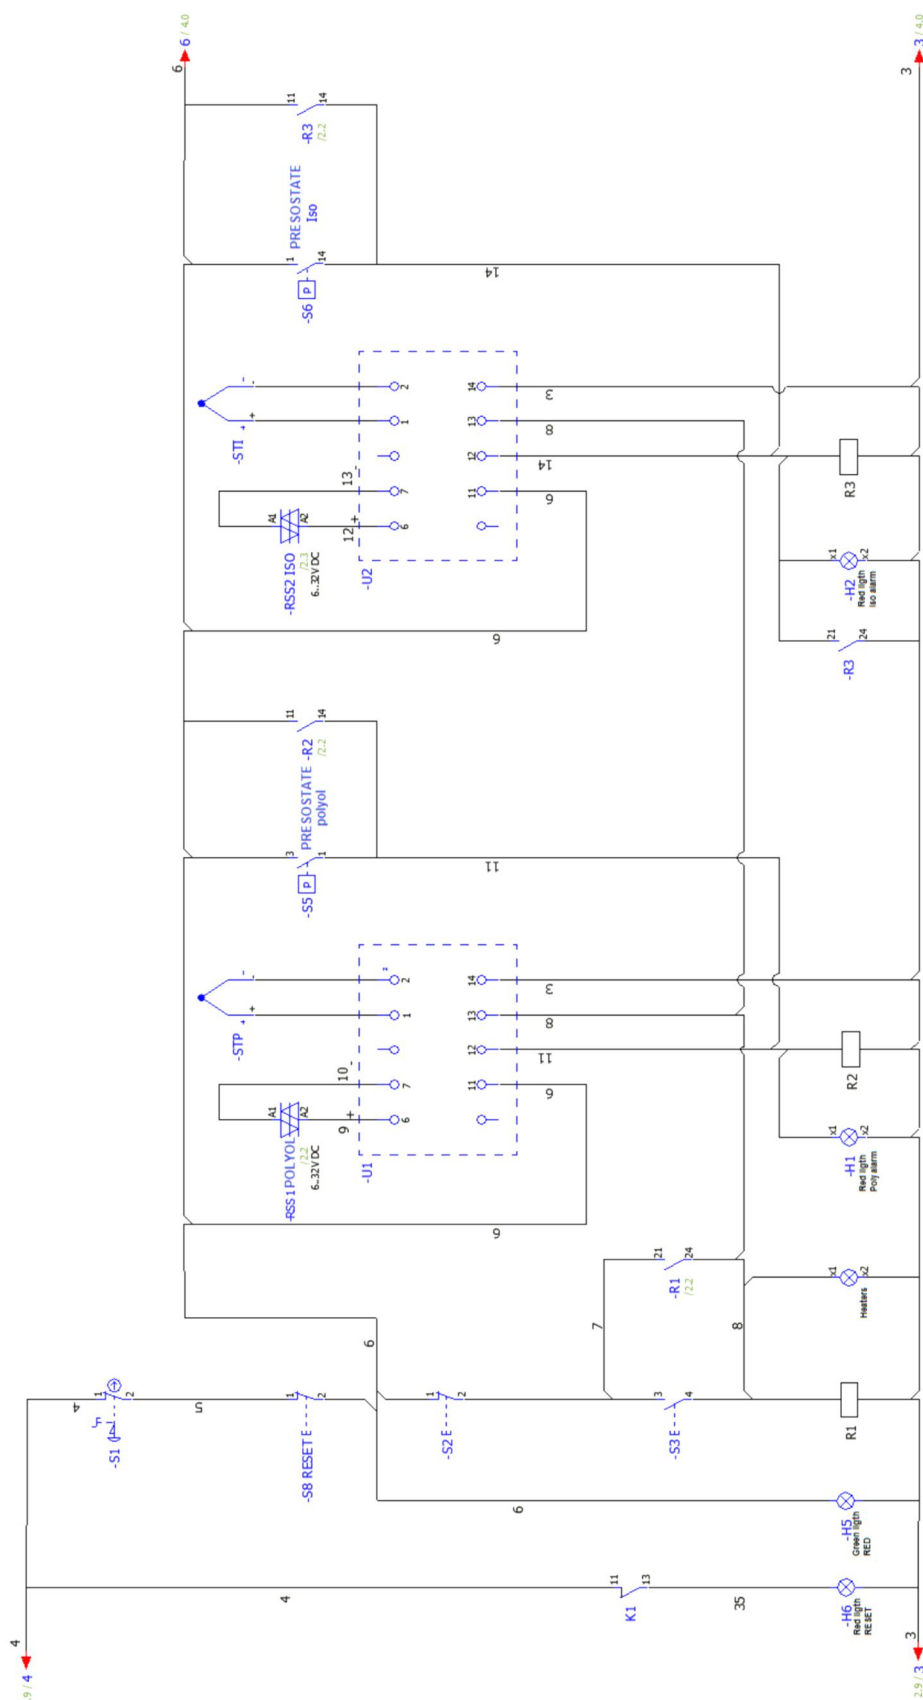 6 / 4.0
6
3 / 4.0
3
11
14
-R3
/2.2
PRESOSTATE
Iso
1
14
-S6
P
14
-STI
+
-
2
1
7
6
14
13
12
11
3
8
14
6
13
-
12
+
A1
A2
-RSS2 ISO
/2.3
6..32V DC
-U2
6
R3
x1
x2
-H2
Red ligth
Iso alarm
21
24
-R3
11
14
-R2
/2.2
PRESOSTATE
polyol
3
1
-S5
P
11
-STP
+
-
2
1
7
6
14
13
12
11
3
8
11
6
10
-
9
+
A1
A2
-RSS1 POLYOL
/2.2
6..32V DC
-U1
6
R2
x1
x2
-H1
Red ligth
Poly alarm
21
24
-R1
/2.2
7
8
x1
x2
Heaters
6
4
1
2
-S1
5
1
2
-S8 RESET E
1
2
-S2 E
3
4
-S3 E
R1
6
-H5
Green ligth
RED
4
11
13
K1
35
-H6
Red ligth
RESET
4
.9 / 4
3
2.9 / 3